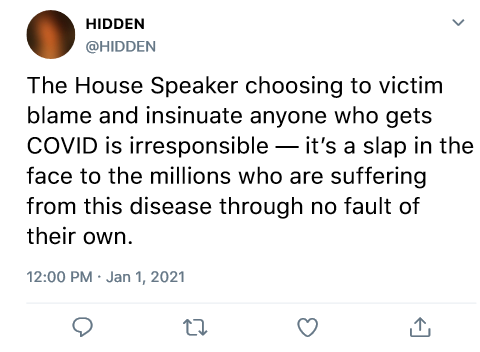 HIDDEN
@HIDDEN
The House Speaker choosing to victim
blame and insinuate anyone who gets
COVID is irresponsible — it’s a slap in the
face to the millions who are suffering
from this disease through no fault of
their own.
12:00 PM · Jan 1, 2021